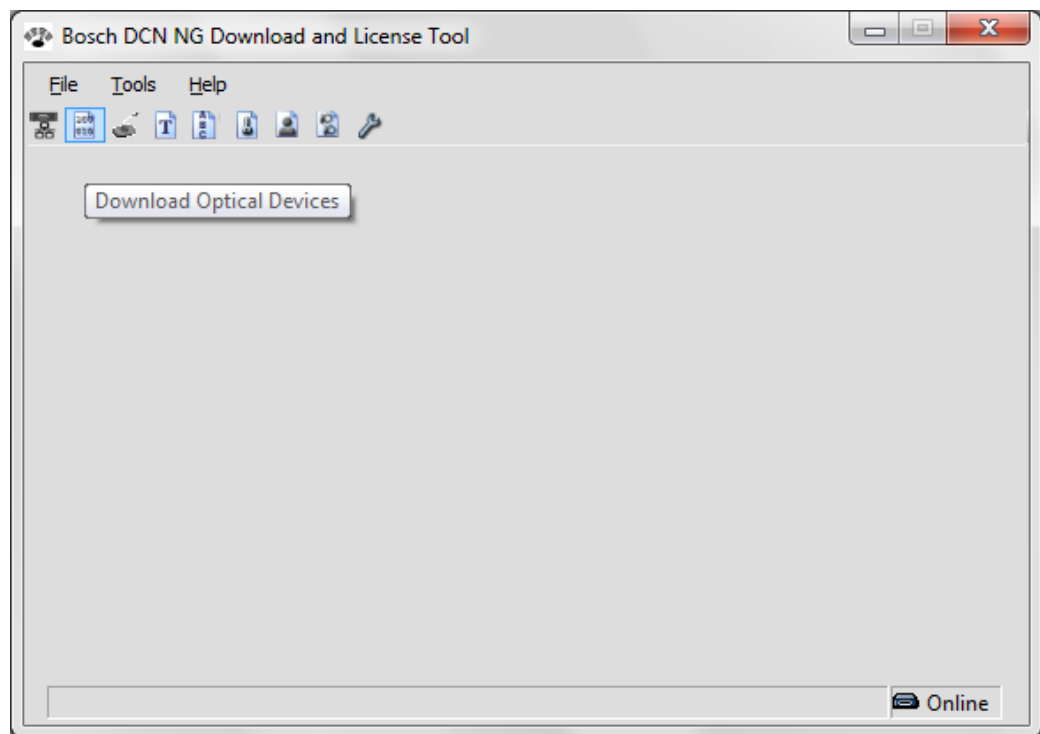 Bosch DCN NG Download and License Tool
File Tools Help
Download Optical Devices
Online